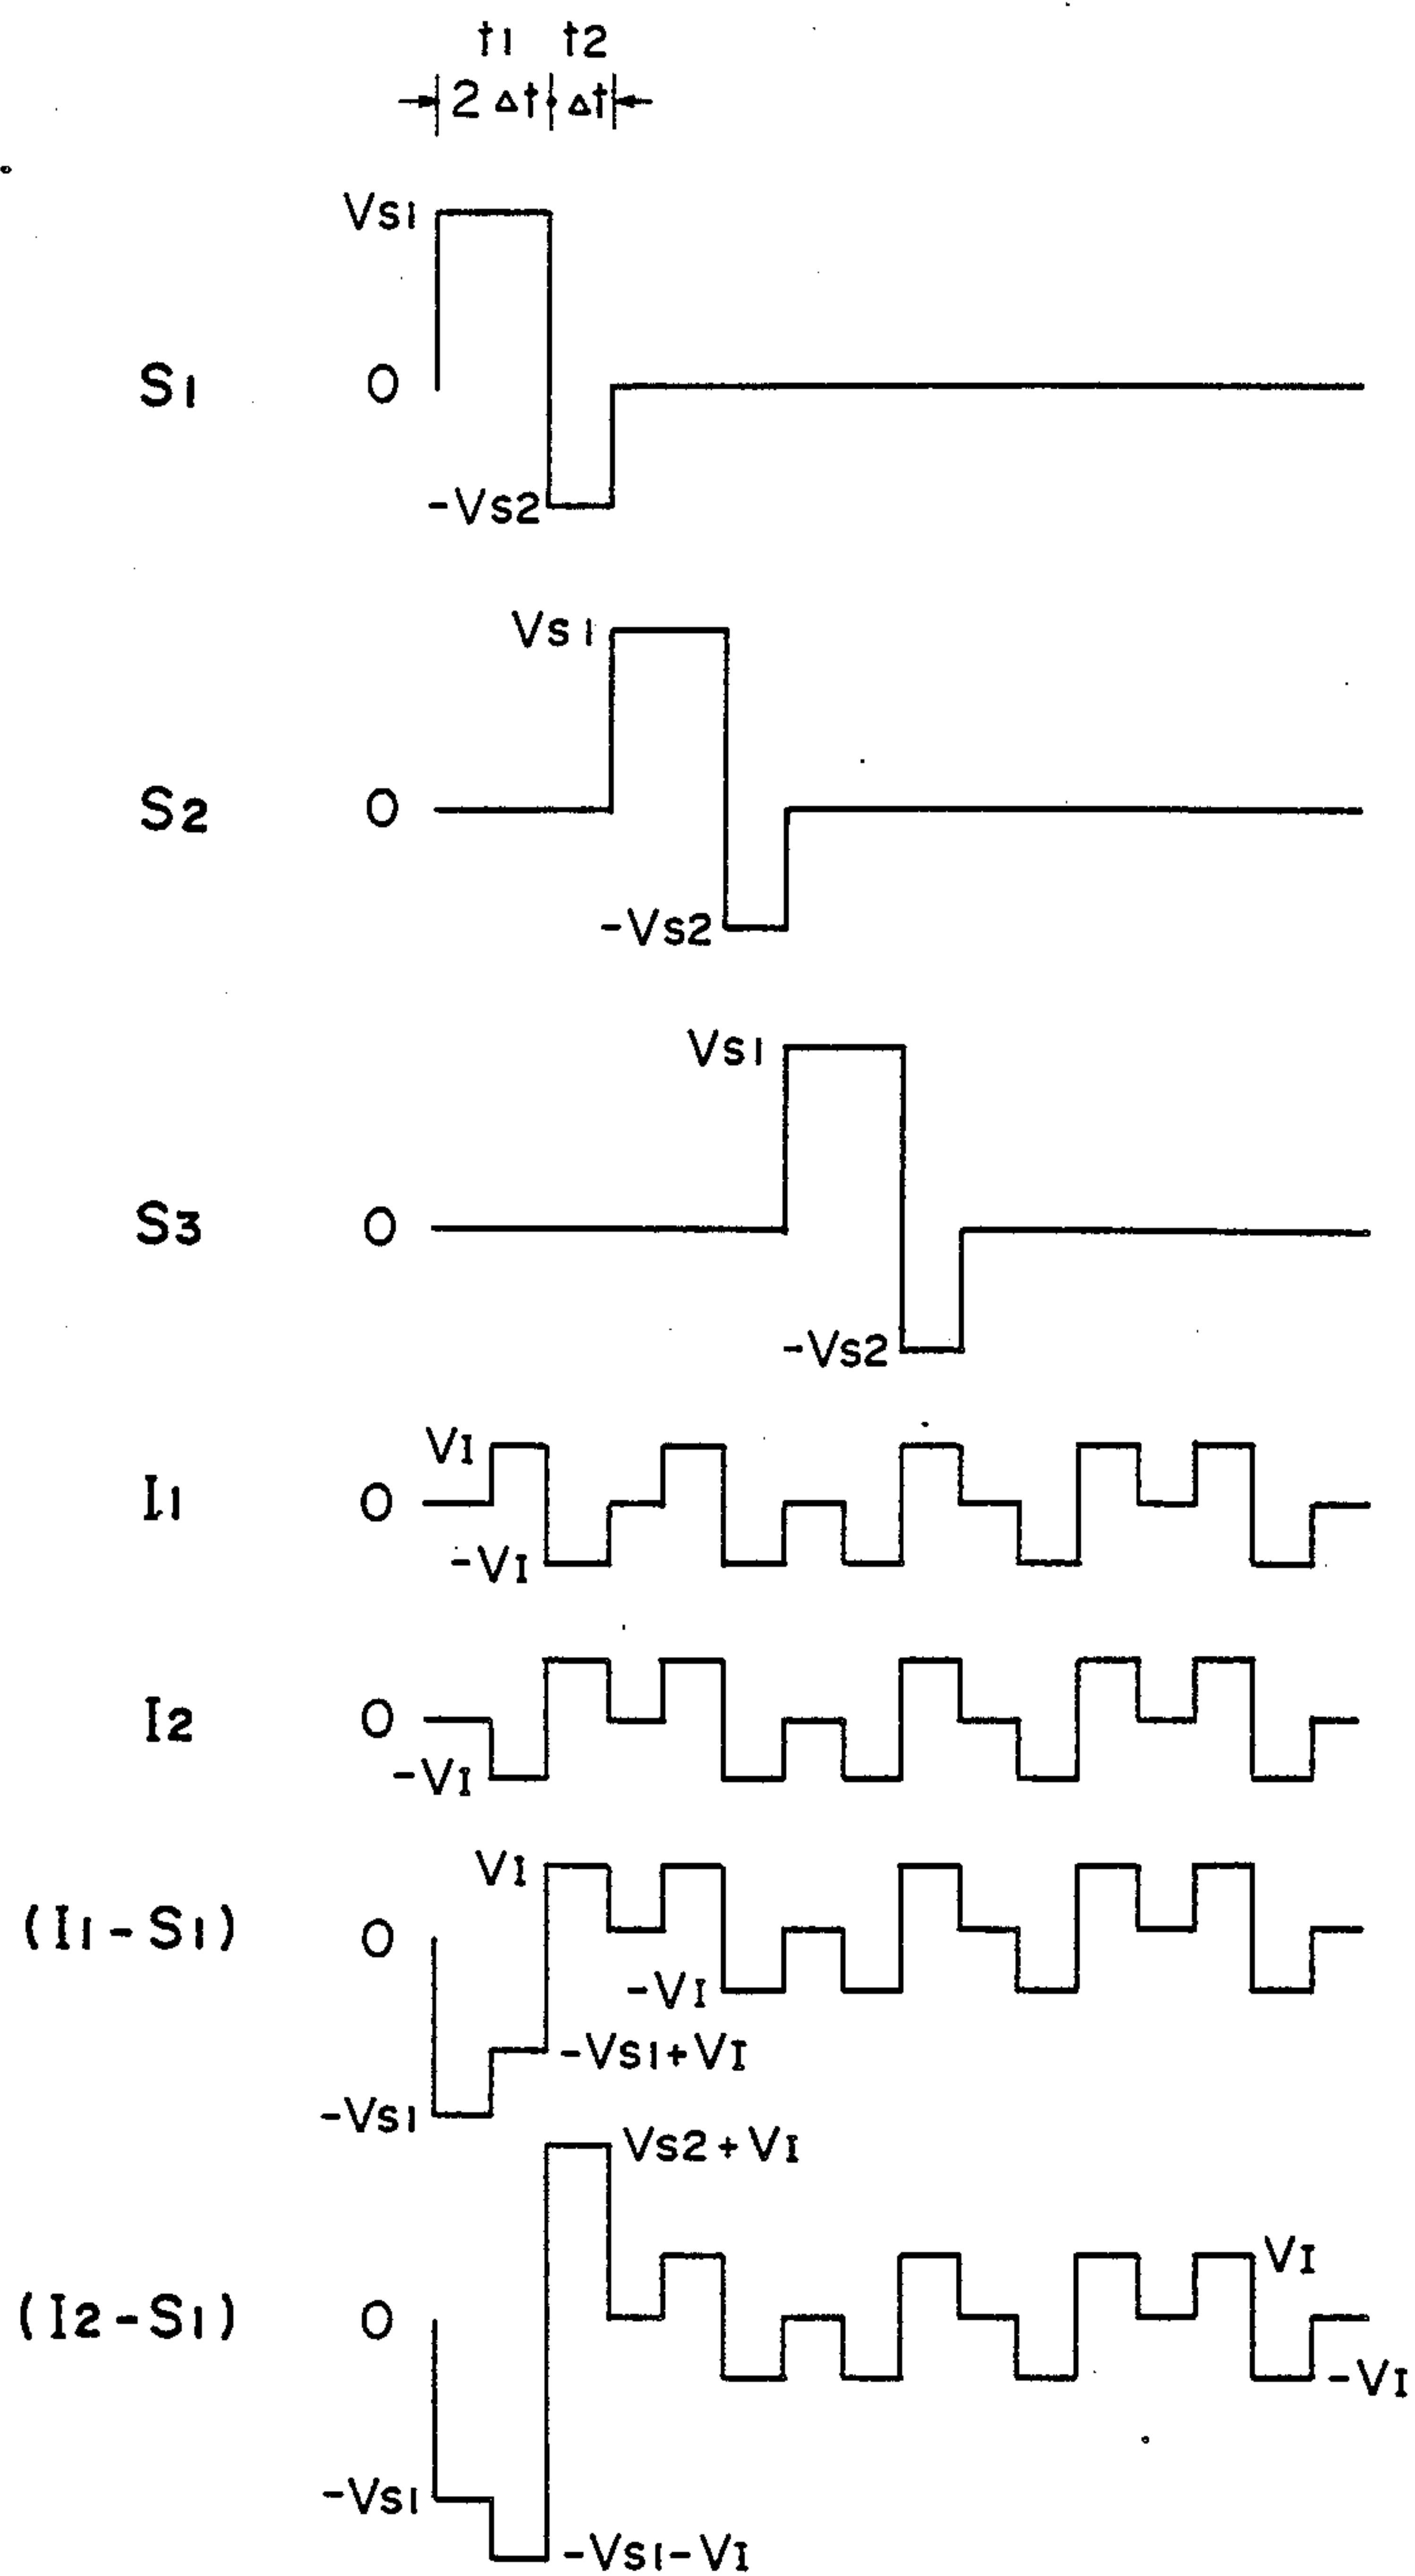 t1 t2
2 Δt Δt
VS1
S1 0
-VS2
VS1
S2 0
-VS2
VS1
S3 0
-VS2
VI
I1 0
-VI
I2 0
-VI
VI
(I1-S1) 0
-VI
-VS1+VI
-VS1
VS2+VI
VI
(I2-S1) 0
-VI
-VS1
-VS1-VI